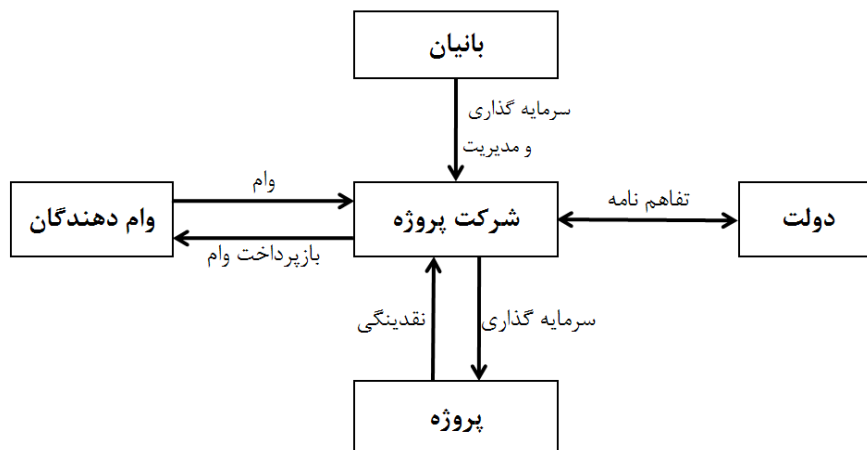 بانیان
سرمایه گذاری
و مدیریت
دولت
تفاهم نامه
شرکت پروژه
وام
وام دهندگان
بازپرداخت وام
سرمایه گذاری
نقدینگی
پروژه